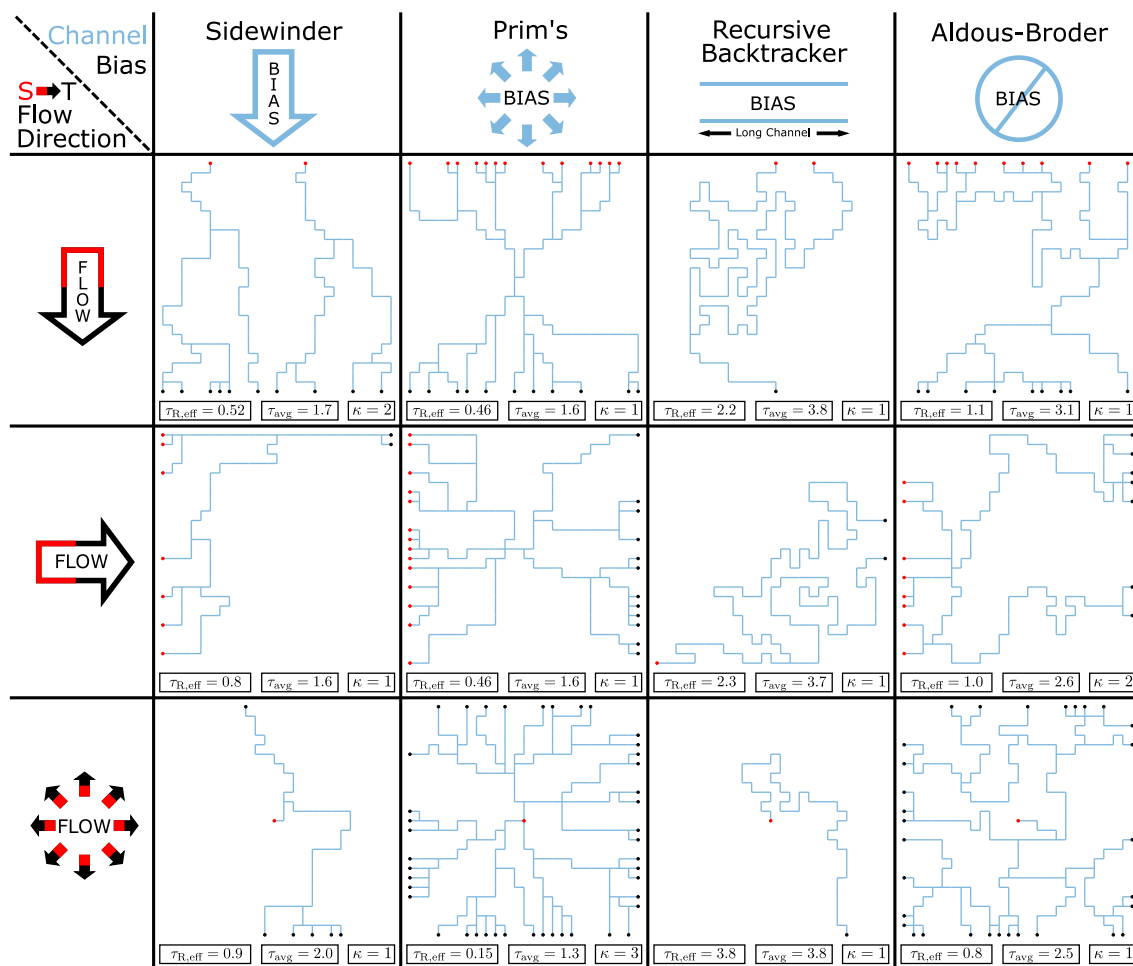 Channel
Bias
S T
Flow
Direction
Sidewinder
BIAS
Prim's
BIAS
Recursive
Backtracker
BIAS
Long Channel
Aldous-Broder
BIAS
FLOW
τR,eff = 0.52 τavg = 1.7 κ = 2
τR,eff = 0.46 τavg = 1.6 κ = 1
τR,eff = 2.2 τavg = 3.8 κ = 1
τR,eff = 1.1 τavg = 3.1 κ = 1
FLOW
τR,eff = 0.8 τavg = 1.6 κ = 1
τR,eff = 0.46 τavg = 1.6 κ = 1
τR,eff = 2.3 τavg = 3.7 κ = 1
τR,eff = 1.0 τavg = 2.6 κ = 2
FLOW
τR,eff = 0.9 τavg = 2.0 κ = 1
τR,eff = 0.15 τavg = 1.3 κ = 3
τR,eff = 3.8 τavg = 3.8 κ = 1
τR,eff = 0.8 τavg = 2.5 κ = 1